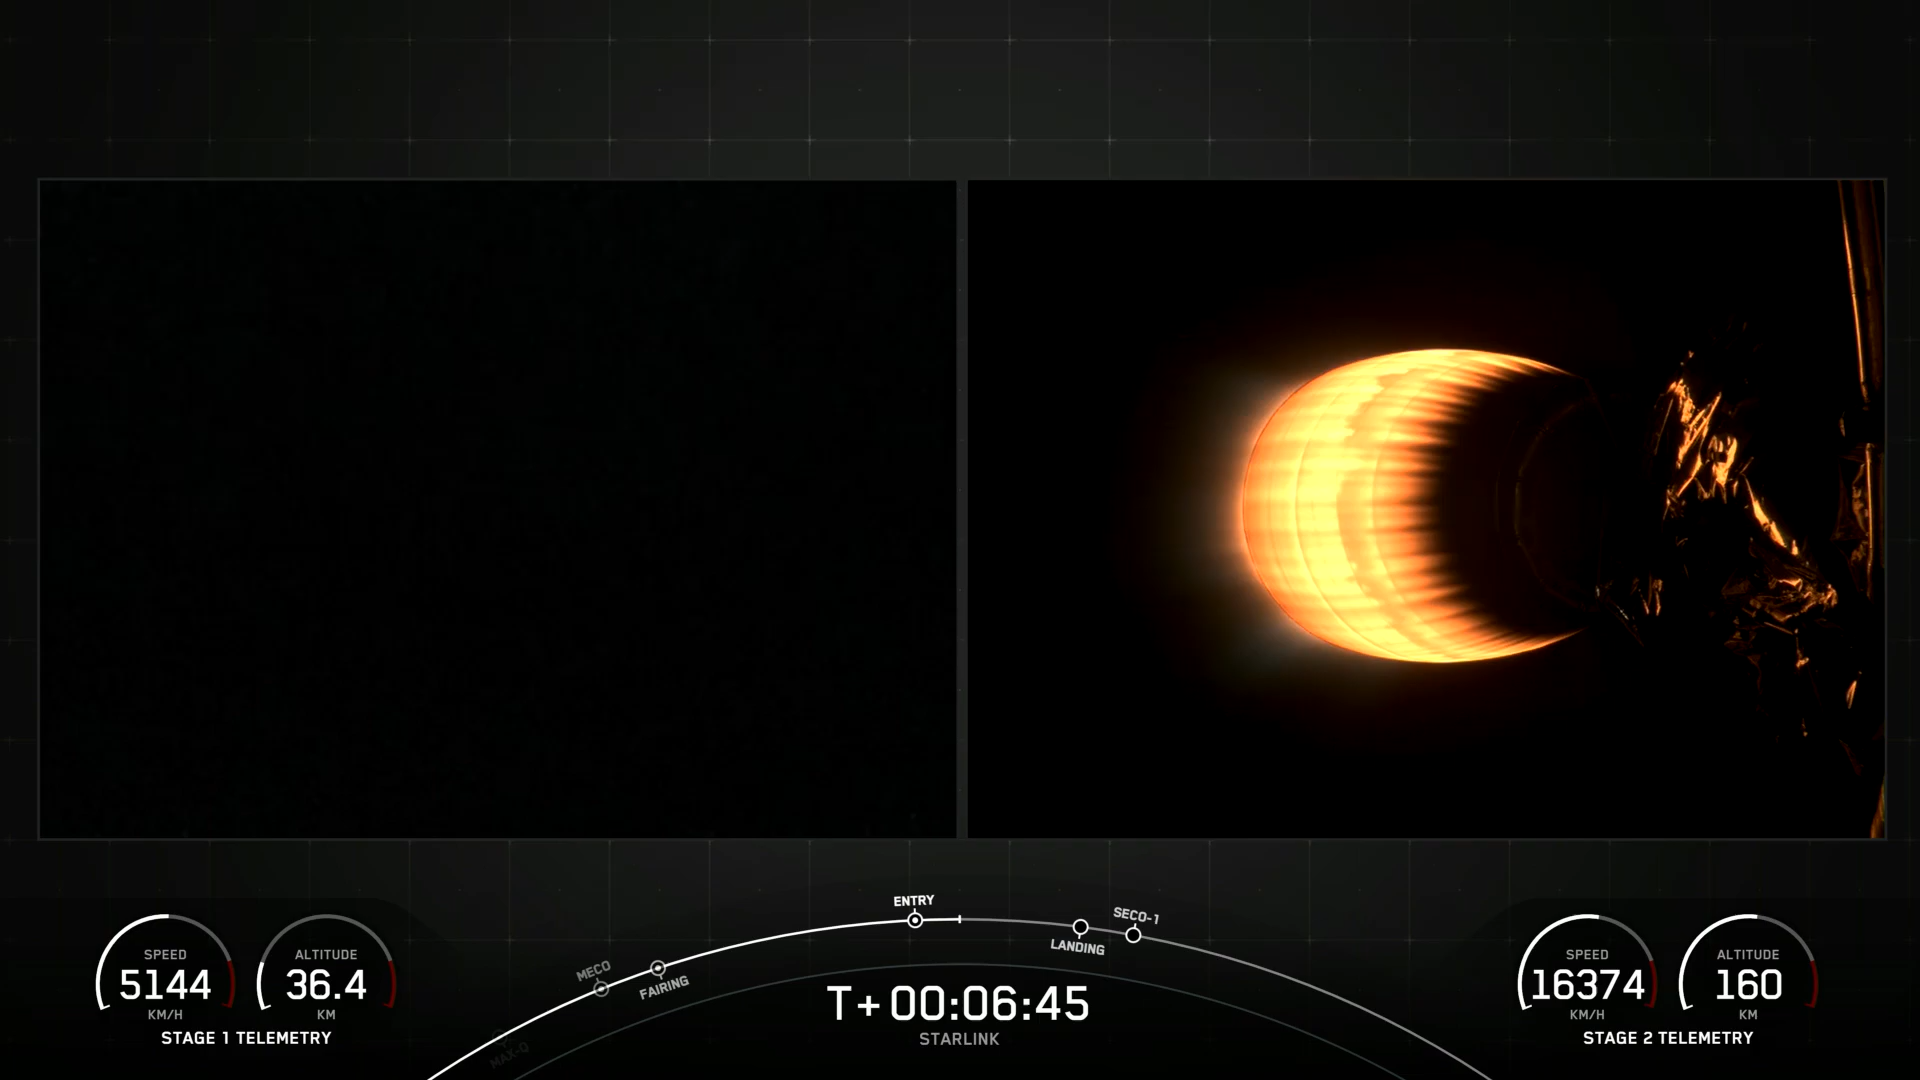 ENTRY
SECO-1
LANDING
MECO
FAIRING
MAX-Q
SPEED
5144
KM/H
ALTITUDE
36.4
KM
STAGE 1 TELEMETRY
T+00:06:45
STARLINK
SPEED
16374
KM/H
ALTITUDE
160
KM
STAGE 2 TELEMETRY